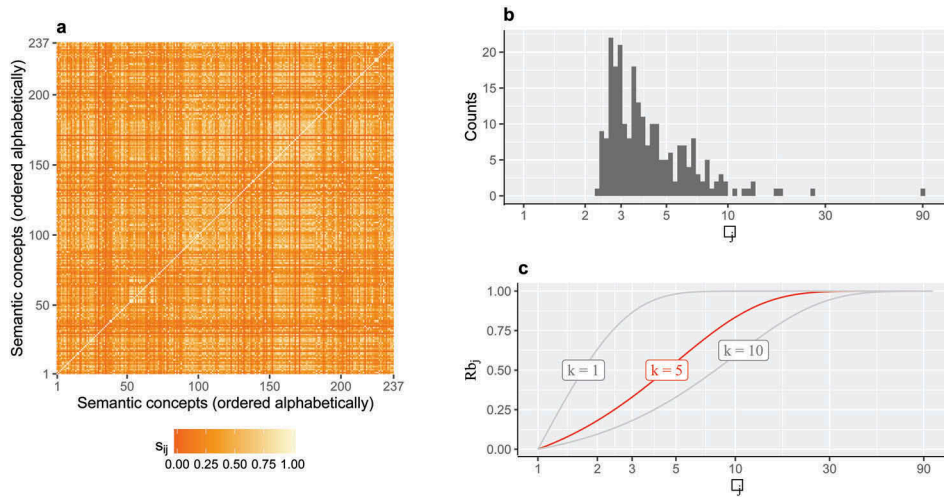 a
237
200
150
100
50
1
1 50 100 150 200 237
Semantic concepts (ordered alphabetically)
Semantic concepts (ordered alphabetically)
sij
0.00 0.25 0.50 0.75 1.00
b
20
15
10
5
0
Counts
1 2 3 5 10 30 90
□j
c
1.00
0.75
0.50
0.25
0.00
Rbj
k = 1
k = 5
k = 10
1 2 3 5 10 30 90
□j